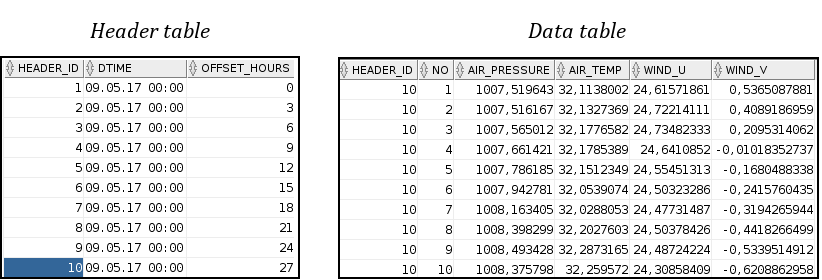 Header table
HEADER_ID DTIME OFFSET_HOURS
1 09.05.17 00:00 0
2 09.05.17 00:00 3
3 09.05.17 00:00 6
4 09.05.17 00:00 9
5 09.05.17 00:00 12
6 09.05.17 00:00 15
7 09.05.17 00:00 18
8 09.05.17 00:00 21
9 09.05.17 00:00 24
10 09.05.17 00:00 27
Data table
HEADER_ID NO AIR_PRESSURE AIR_TEMP WIND_U WIND_V
10 1 1007,519643 32,1138002 24,61571861 0,5365087881
10 2 1007,516167 32,1327369 24,72214111 0,4089186959
10 3 1007,565012 32,1776582 24,73482333 0,2095314062
10 4 1007,661421 32,1785389 24,6410852 -0,01018352737
10 5 1007,786185 32,1512349 24,55451313 -0,1680488338
10 6 1007,942781 32,0539074 24,50323286 -0,2415760435
10 7 1008,163405 32,0288053 24,47731487 -0,3194265944
10 8 1008,398299 32,2027603 24,50378426 -0,4418266499
10 9 1008,493428 32,2873165 24,48724224 -0,5339514912
10 10 1008,375798 32,259572 24,30858409 -0,6208862958